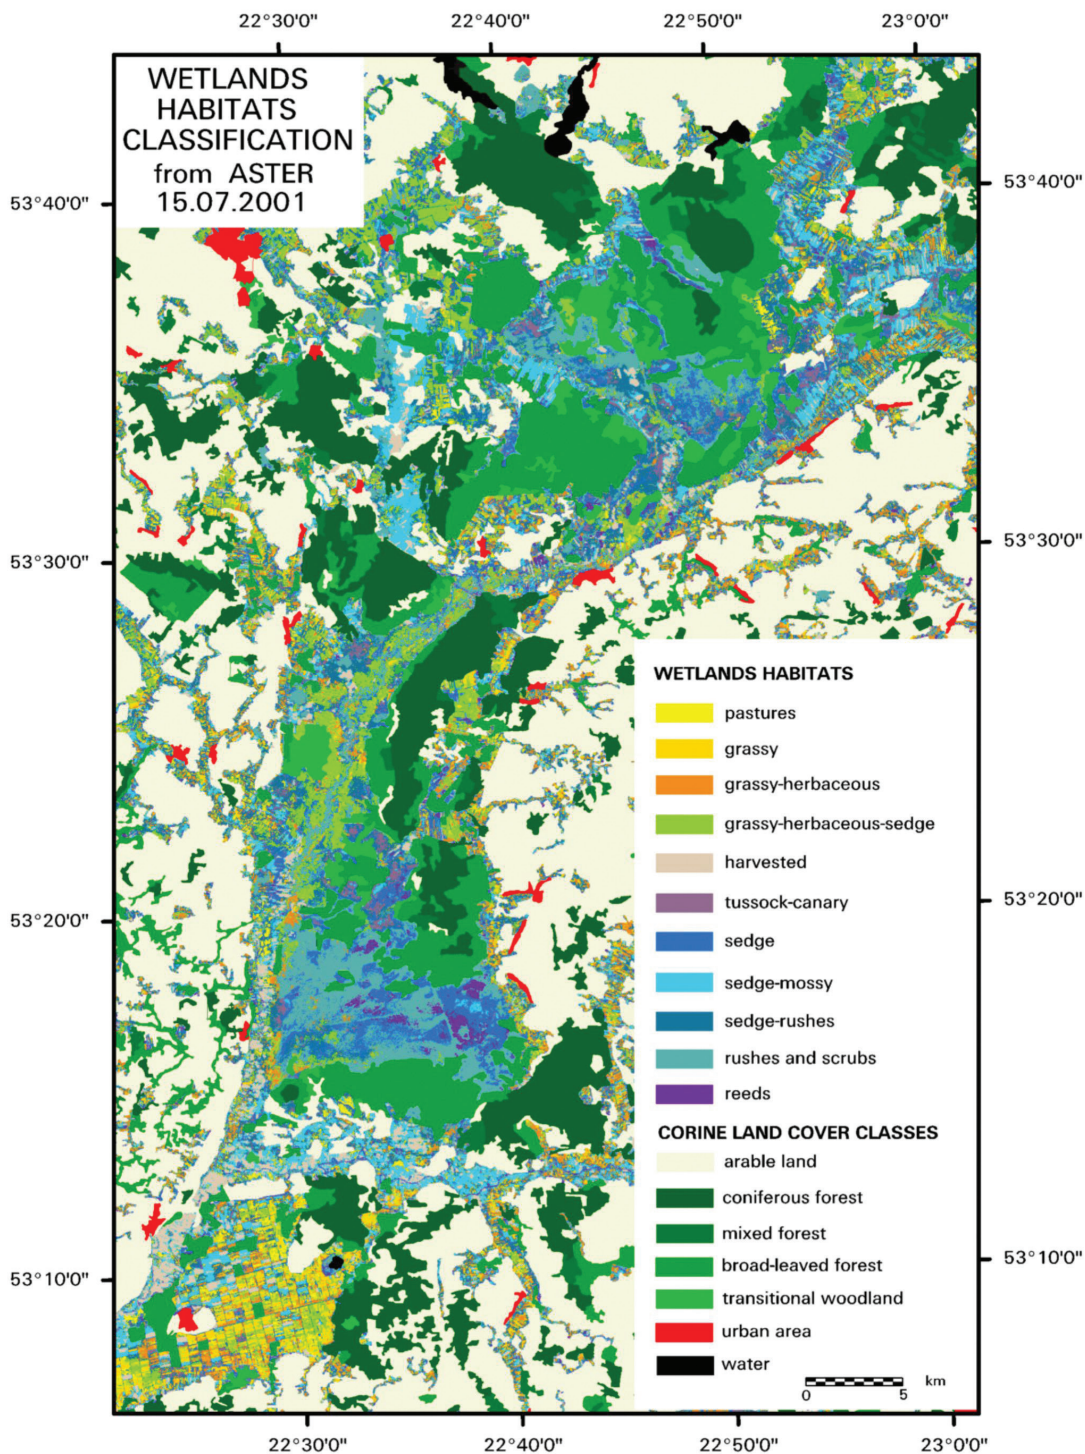 22°30'0" 22°40'0" 22°50'0" 23°0'0"
WETLANDS
HABITATS
CLASSIFICATION
from ASTER
15.07.2001
53°40'0" 53°40'0"
53°30'0" 53°30'0"
WETLANDS HABITATS
pastures
grassy
grassy-herbaceous
grassy-herbaceous-sedge
harvested
tussock-canary
53°20'0" 53°20'0"
sedge
sedge-mossy
sedge-rushes
rushes and scrubs
reeds
CORINE LAND COVER CLASSES
arable land
coniferous forest
mixed forest
broad-leaved forest
53°10'0" 53°10'0"
transitional woodland
urban area
water
km
0 5
22°30'0" 22°40'0" 22°50'0" 23°0'0"